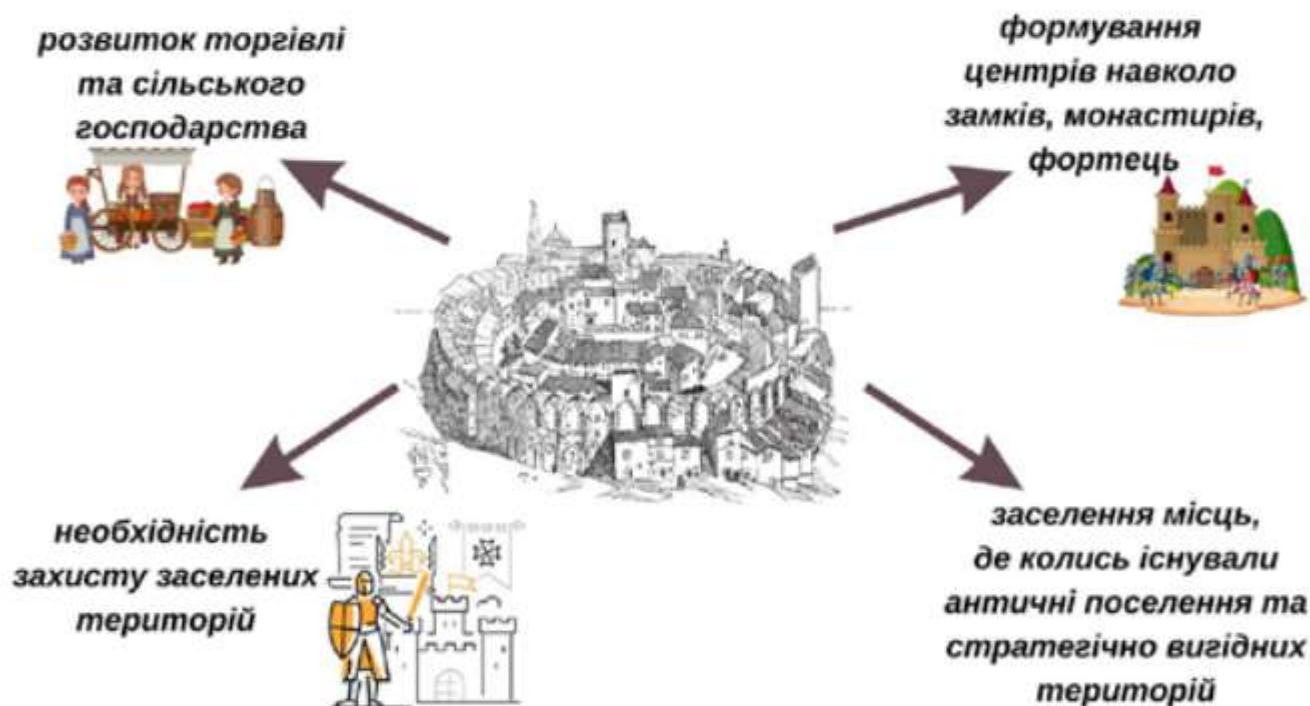 розвиток торгівлі
та сільського
господарства
формування
центрів навколо
замків, монастирів,
фортець
необхідність
захисту заселених
територій
заселення місць,
де колись існували
античні поселення та
стратегічно вигідних
територій